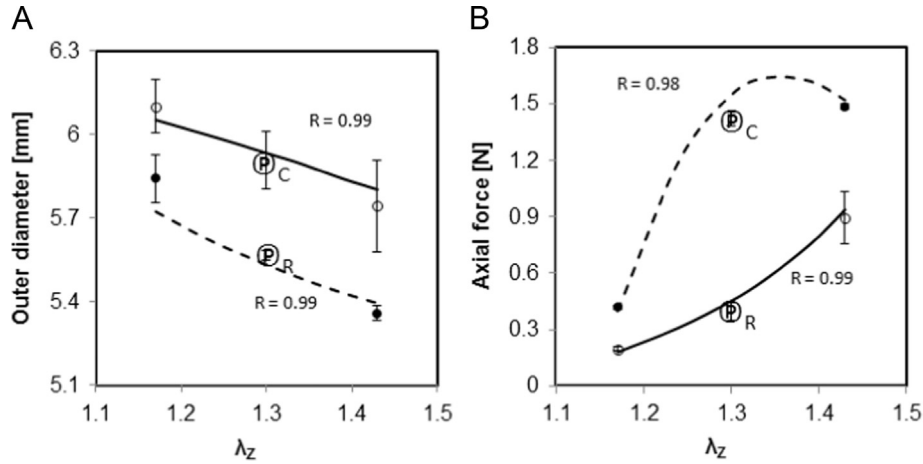 A
Outer diameter [mm]
6.3
6
5.7
5.4
5.1
1.1
1.2
1.3
1.4
1.5
λz
R = 0.99
P C
P R
R = 0.99
B
Axial force [N]
1.8
1.5
1.2
0.9
0.6
0.3
0
1.1
1.2
1.3
1.4
1.5
λz
R = 0.98
P C
R = 0.99
P R